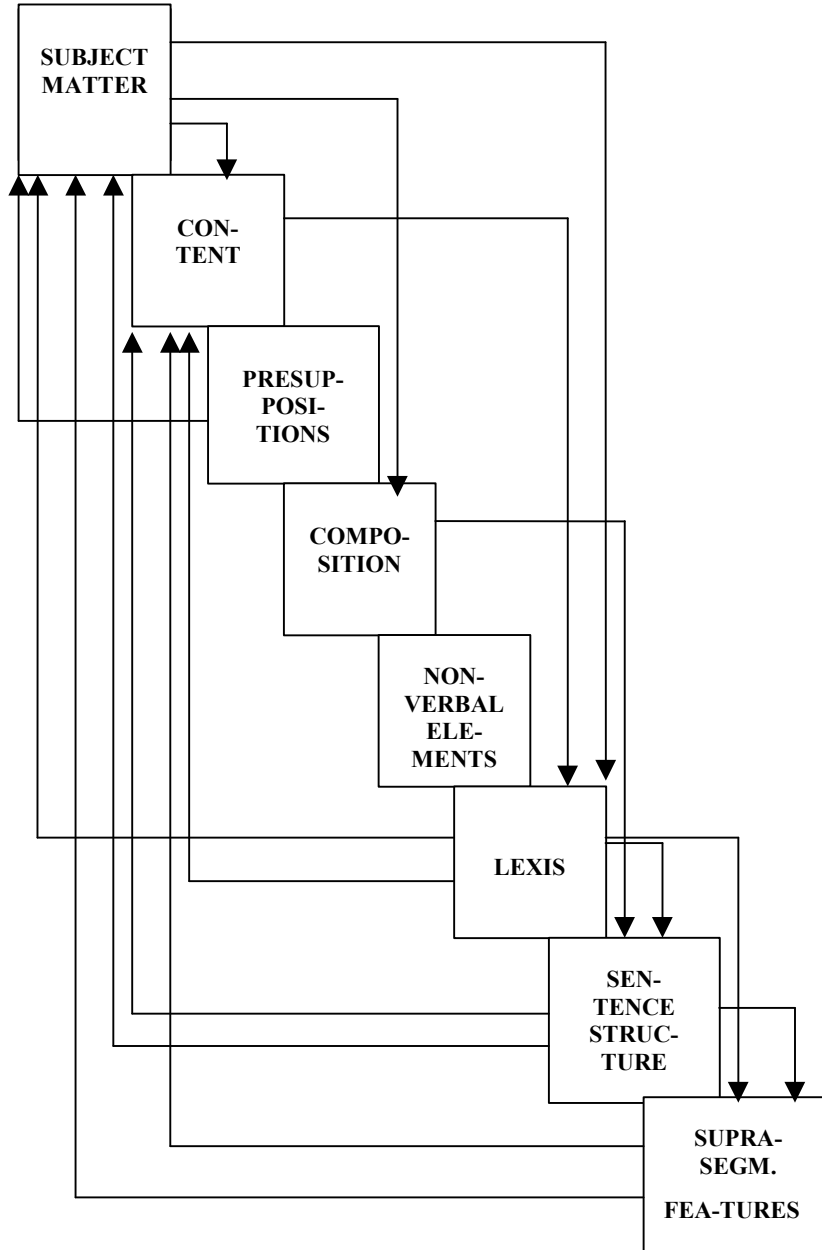 SUBJECT
MATTER
CON-
TENT
PRESUP-
POSI-
TIONS
COMPO-
SITION
NON-
VERBAL
ELE-
MENTS
LEXIS
SEN-
TENCE
STRUC-
TURE
SUPRA-
SEGM.
FEA-TURES